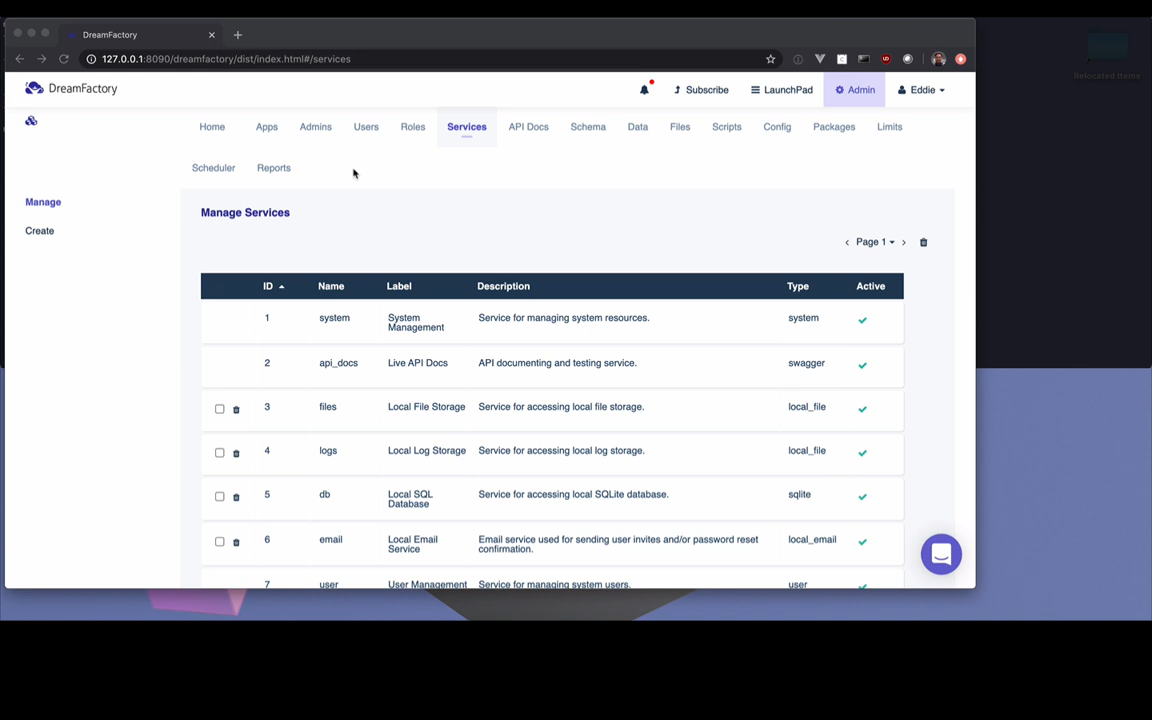 DreamFactory
127.0.0.1:8090/dreamfactory/dist/index.html#/services
Relocated Items
DreamFactory
Subscribe
LaunchPad
Admin
Eddie
Home
Apps
Admins
Users
Roles
Services
API Docs
Schema
Data
Files
Scripts
Config
Packages
Limits
Scheduler
Reports
Manage
Create
Manage Services
Page 1
ID Name Label Description Type Active
1 system System Management Service for managing system resources. system
2 api_docs Live API Docs API documenting and testing service. swagger
3 files Local File Storage Service for accessing local file storage. local_file
4 logs Local Log Storage Service for accessing local log storage. local_file
5 db Local SQL Database Service for accessing local SQLite database. sqlite
6 email Local Email Service Email service used for sending user invites and/or password reset confirmation. local_email
7 user User Management Service for managing system users. user